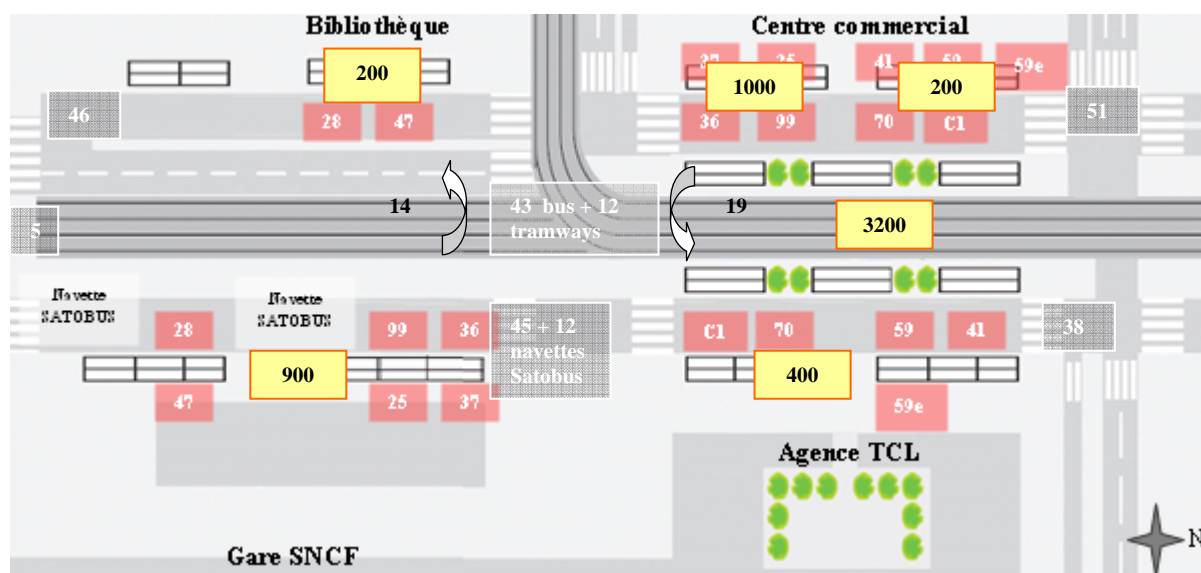 Bibliothèque
Centre commercial
37 25 41 59 59e
200
1000
200
46
28 47
36 99 70 C1
51
14
43 bus + 12
tramways
19
3200
5
Navette
SATOBUS
Navette
SATOBUS
28 99 36
45 + 12
navettes
Satobus
C1 70 59 41
38
900
400
47 25 37
59e
Agence TCL
Gare SNCF
N